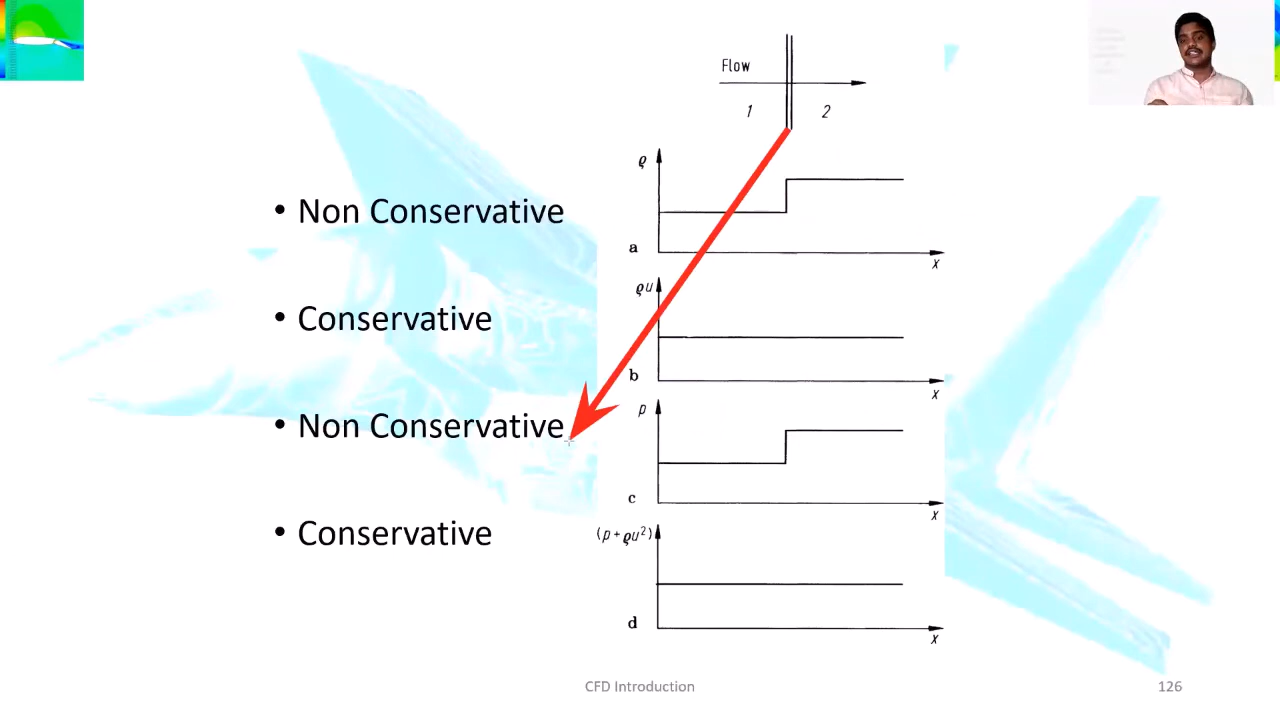 Flow
1 2
ϱ
a
x
• Non Conservative
ϱu
b
x
• Conservative
p
c
x
• Non Conservative
(p+ϱu²)
d
x
• Conservative
CFD Introduction
126